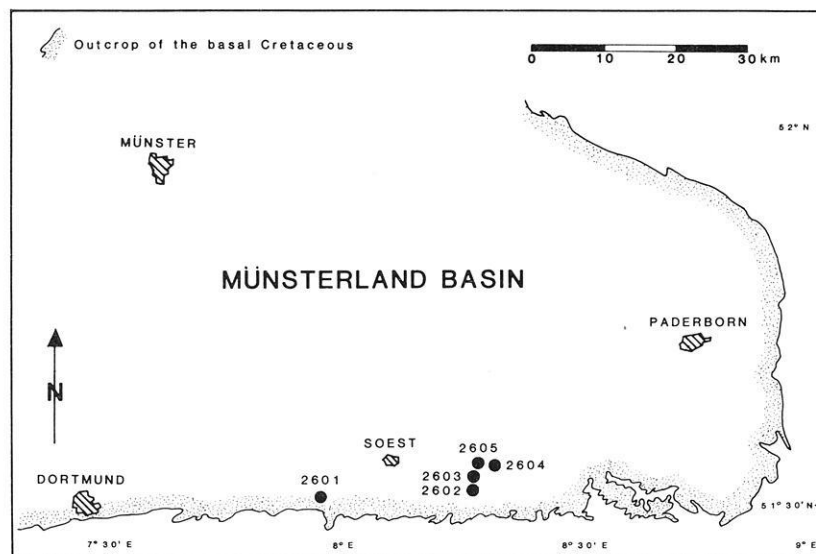 Outcrop of the basal Cretaceous
0 10 20 30 km
52° N
MÜNSTER
MÜNSTERLAND BASIN
PADERBORN
N
SOEST
2605
2604
2603
2602
2601
DORTMUND
51° 30' N
7° 30' E
8° E
8° 30' E
9° E